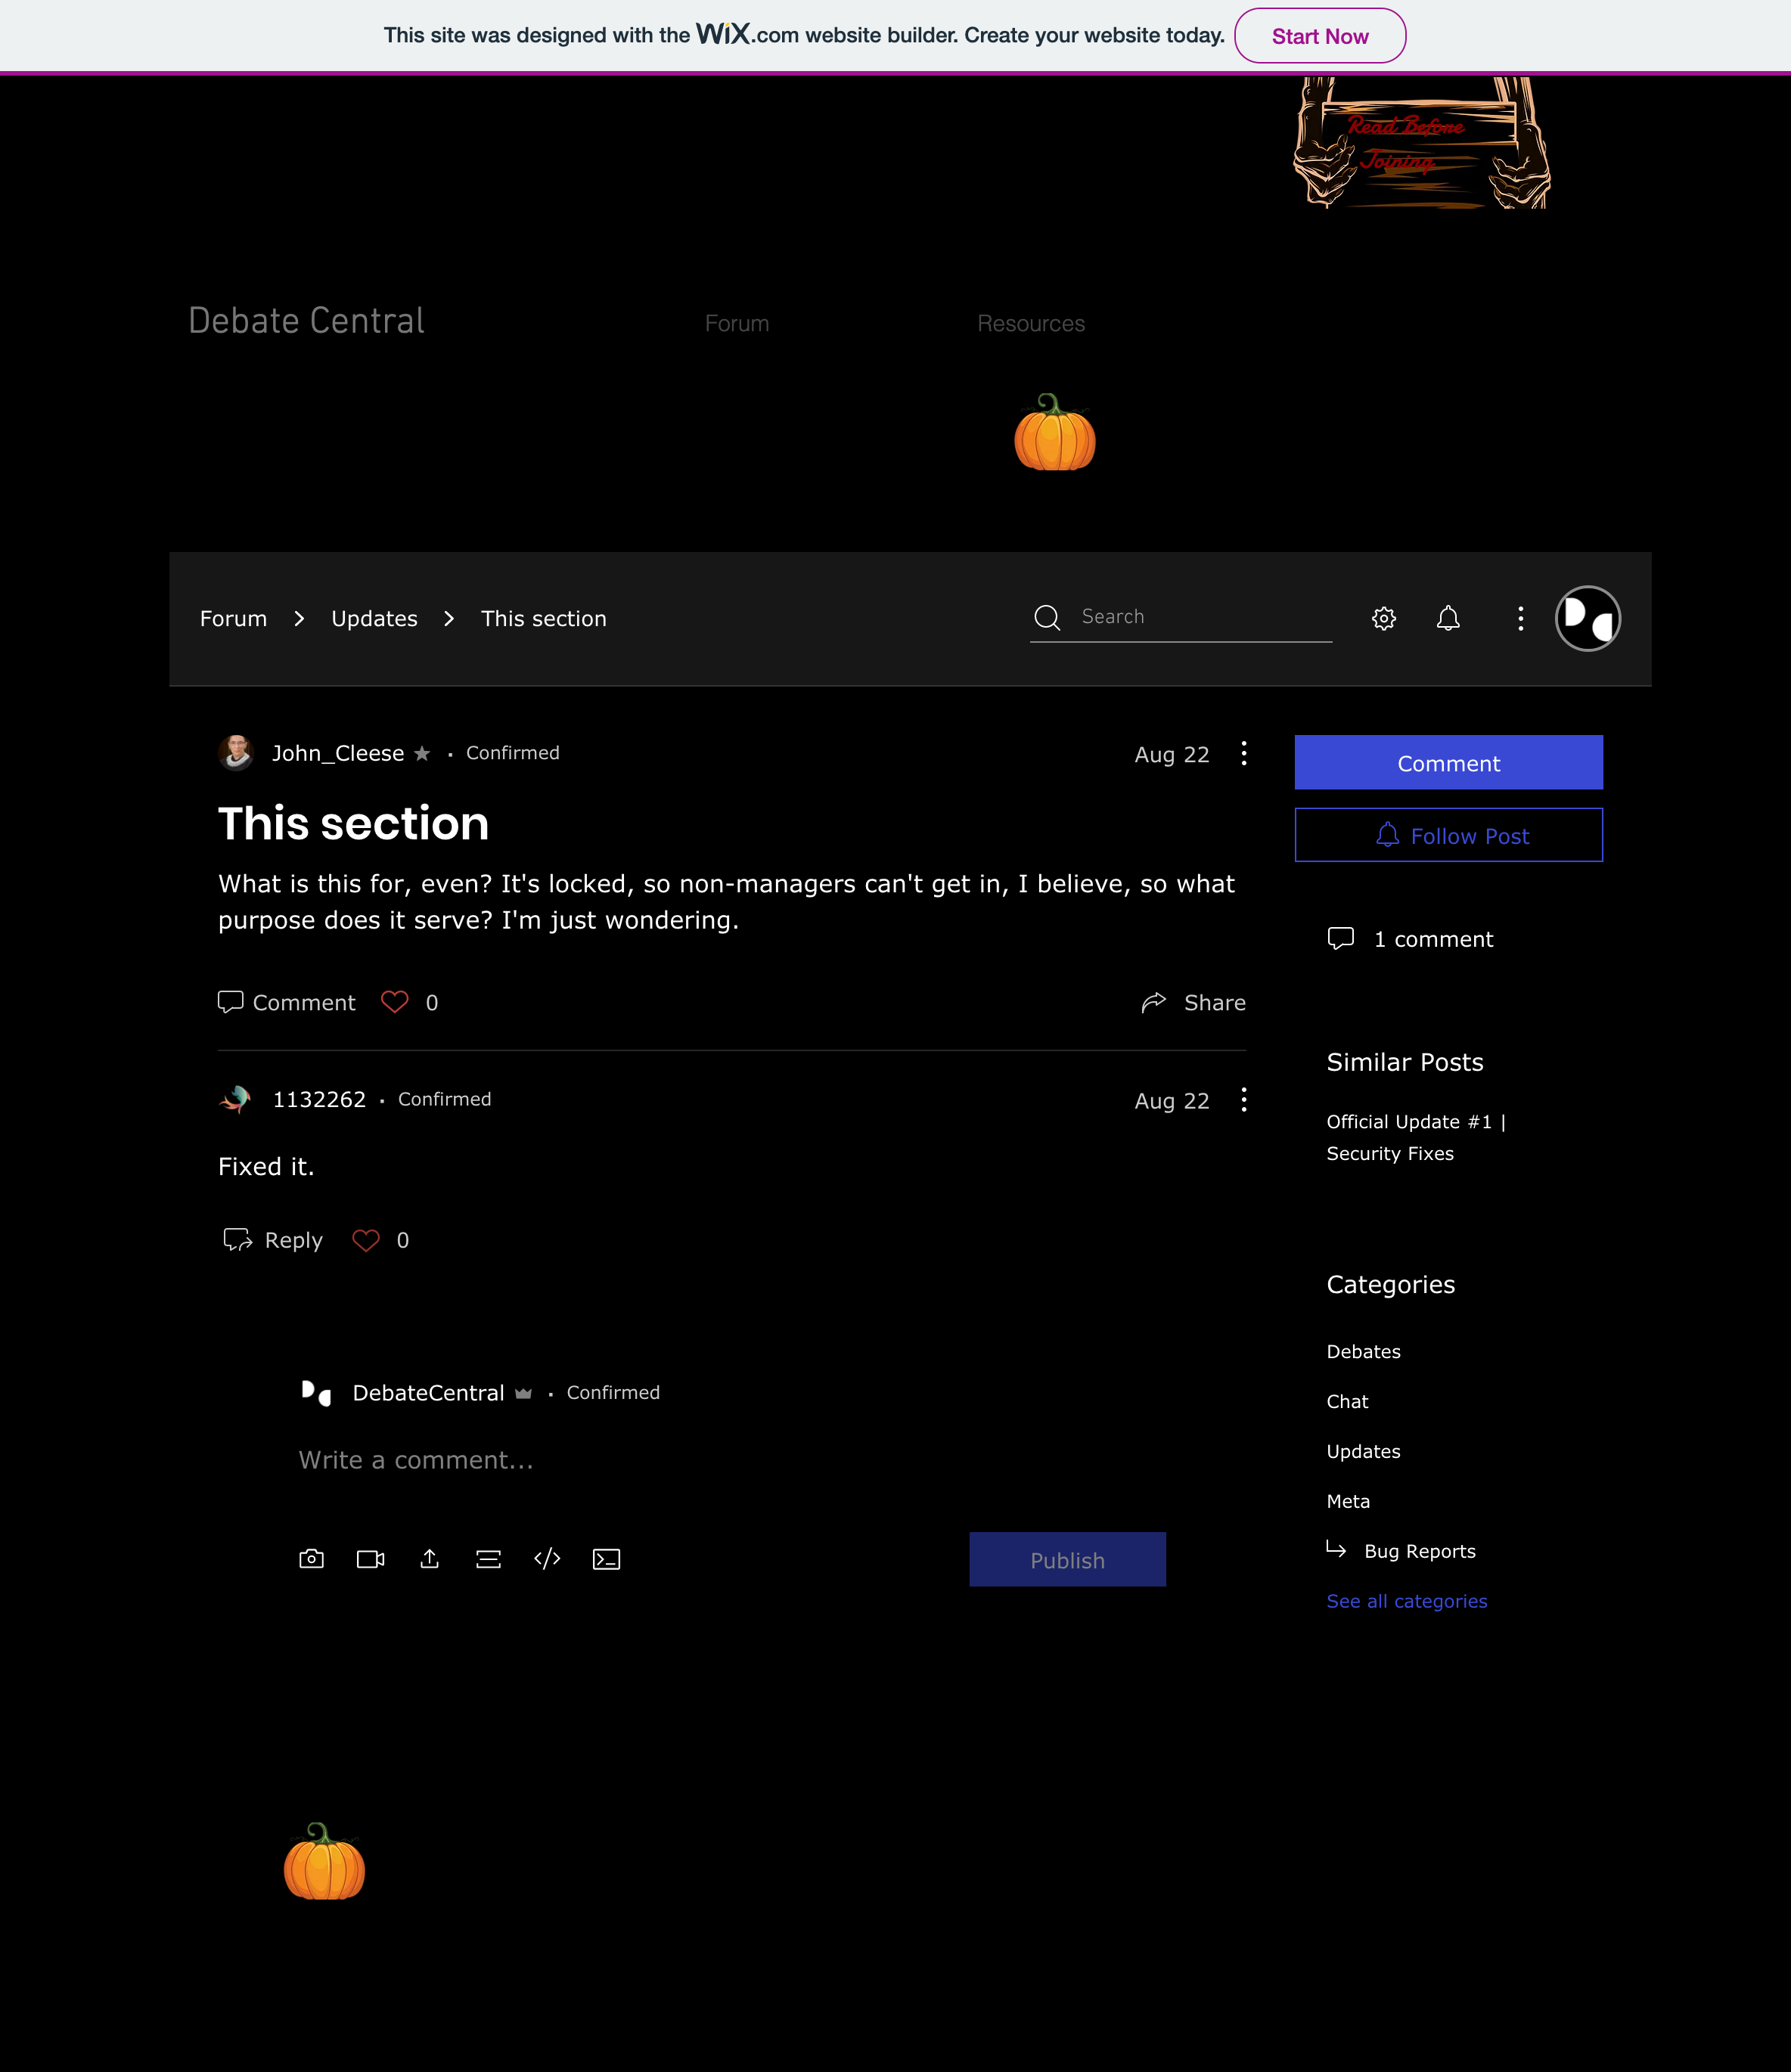 This site was designed with the WiX.com website builder. Create your website today.
Start Now
Read Before
Joining
Debate Central
Forum
Resources
Forum > Updates > This section
Search
John_Cleese
Confirmed
Aug 22
This section
What is this for, even? It's locked, so non-managers can't get in, I believe, so what
purpose does it serve? I'm just wondering.
Comment
0
Share
1132262
Confirmed
Aug 22
Fixed it.
Reply
0
DebateCentral
Confirmed
Write a comment...
Publish
Comment
Follow Post
1 comment
Similar Posts
Official Update #1 |
Security Fixes
Categories
Debates
Chat
Updates
Meta
Bug Reports
See all categories